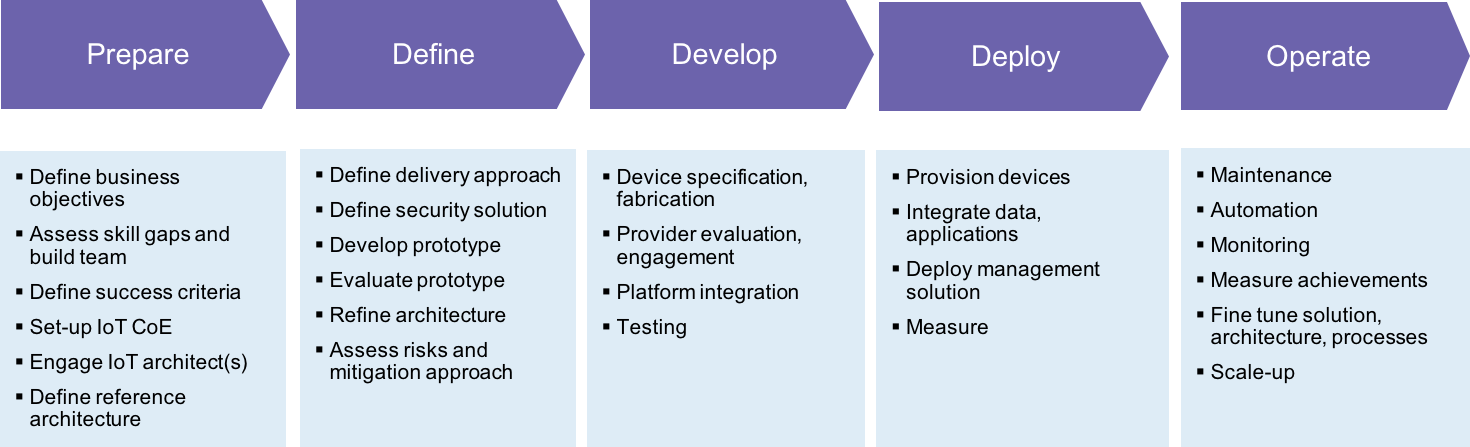 Prepare
Define
Develop
Deploy
Operate
▪ Define business
objectives
▪ Assess skill gaps and
build team
▪ Define success criteria
▪ Set-up IoT CoE
▪ Engage IoT architect(s)
▪ Define reference
architecture
▪ Define delivery approach
▪ Define security solution
▪ Develop prototype
▪ Evaluate prototype
▪ Refine architecture
▪ Assess risks and
mitigation approach
▪ Device specification,
fabrication
▪ Provider evaluation,
engagement
▪ Platform integration
▪ Testing
▪ Provision devices
▪ Integrate data,
applications
▪ Deploy management
solution
▪ Measure
▪ Maintenance
▪ Automation
▪ Monitoring
▪ Measure achievements
▪ Fine tune solution,
architecture, processes
▪ Scale-up